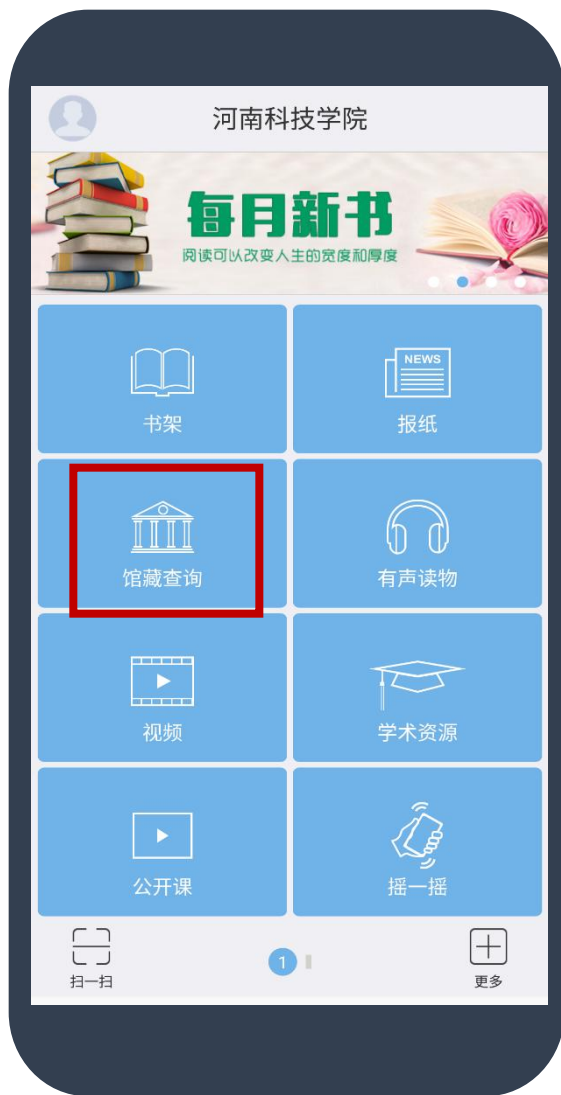 河南科技学院
每月新书
阅读可以改变人生的宽度和厚度
书架
NEWS
报纸
馆藏查询
有声读物
视频
学术资源
公开课
摇一摇
扫一扫
1
更多